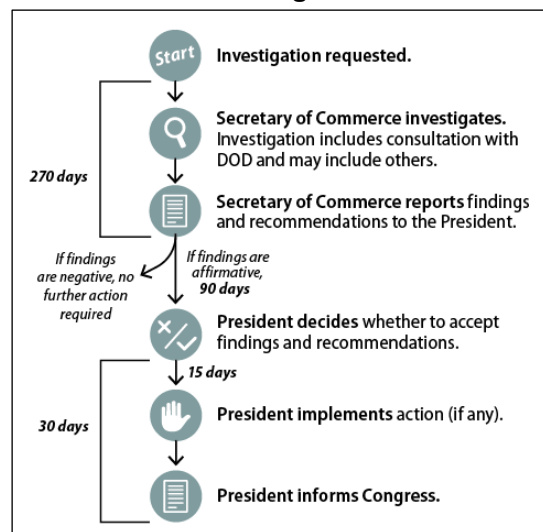 Start
Investigation requested.
Secretary of Commerce investigates.
Investigation includes consultation with
DOD and may include others.
270 days
Secretary of Commerce reports findings
and recommendations to the President.
If findings
are negative, no
further action
required
If findings are
affirmative,
90 days
President decides whether to accept
findings and recommendations.
15 days
President implements action (if any).
30 days
President informs Congress.